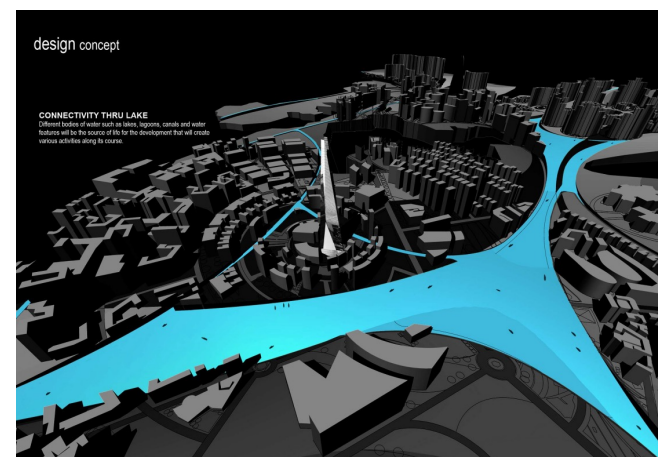 design concept
CONNECTIVITY THRU LAKE
Different bodies of water such as lakes, lagoons, canals and water
features will be the source of life for the development that will create
various activities along its course.